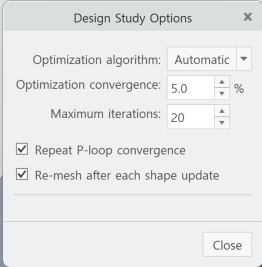 Design Study Options
Optimization algorithm: Automatic
Optimization convergence: 5.0 %
Maximum iterations: 20
Repeat P-loop convergence
Re-mesh after each shape update
Close